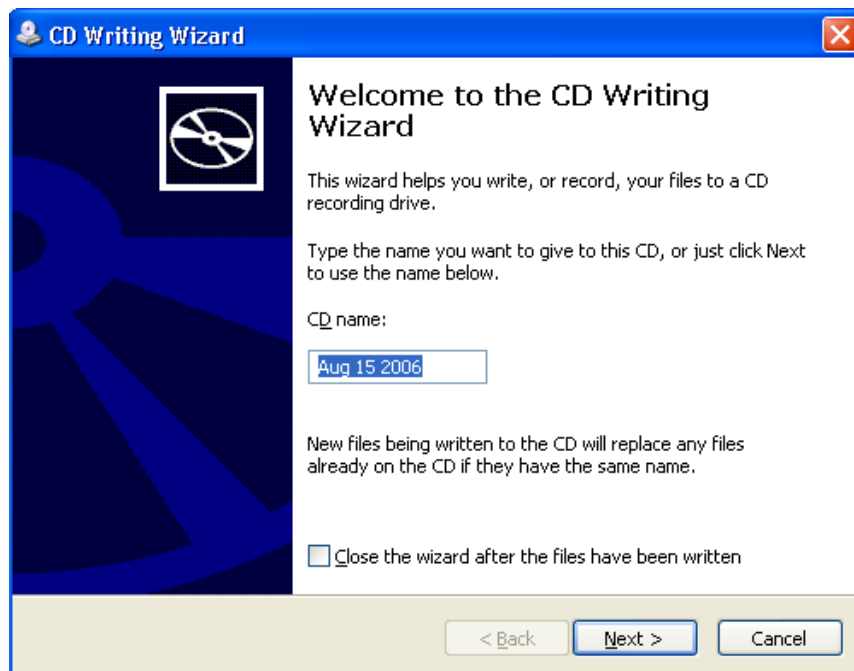 CD Writing Wizard
Welcome to the CD Writing
Wizard
This wizard helps you write, or record, your files to a CD
recording drive.
Type the name you want to give to this CD, or just click Next
to use the name below.
CD name:
Aug 15 2006
New files being written to the CD will replace any files
already on the CD if they have the same name.
Close the wizard after the files have been written
< Back Next > Cancel